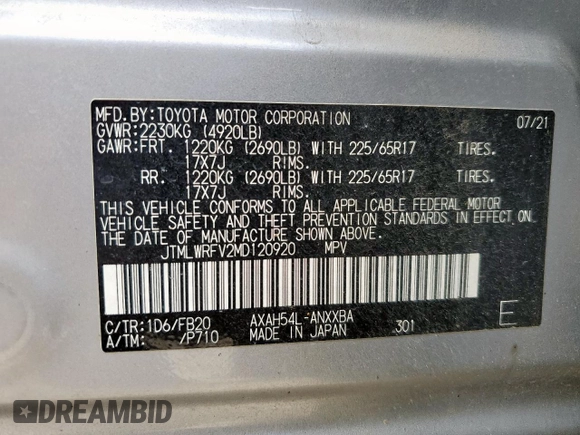 MFD.BY:TOYOTA MOTOR CORPORATION 07/21
GVWR:2230KG (4920LB)
GAWR:FRT. 1220KG (2690LB) WITH 225/65R17 TIRES.
17X7J RIMS.
RR. 1220KG (2690LB) WITH 225/65R17 TIRES.
17X7J RIMS.
THIS VEHICLE CONFORMS TO ALL APPLICABLE FEDERAL MOTOR
VEHICLE SAFETY AND THEFT PREVENTION STANDARDS IN EFFECT ON
THE DATE OF MANUFACTURE SHOWN ABOVE.
JTMLWRFV2MD120920 MPV
C/TR:1D6/FB20 AXAH54L-ANXXBA E
A/TM: /P710 MADE IN JAPAN 301
DREAMBID